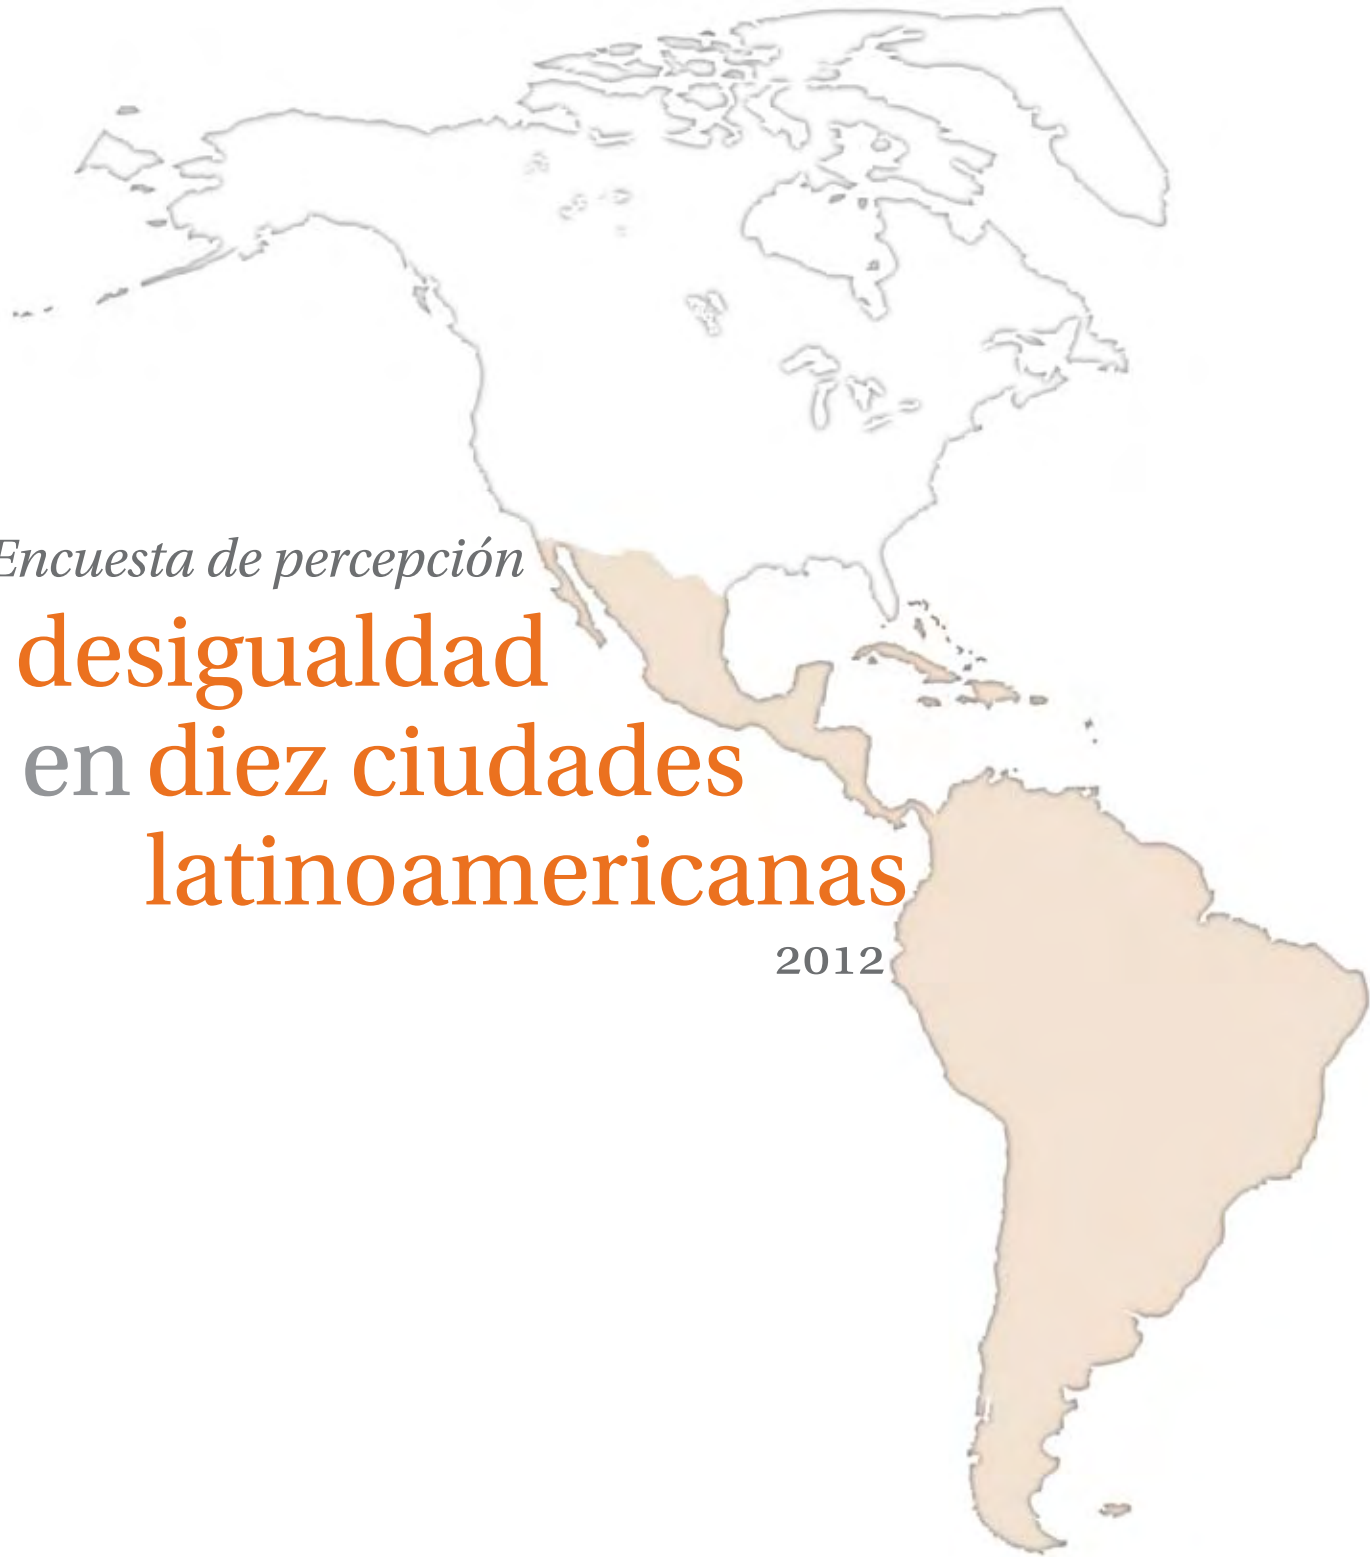 Encuesta de percepción
desigualdad
en diez ciudades
latinoamericanas
2012